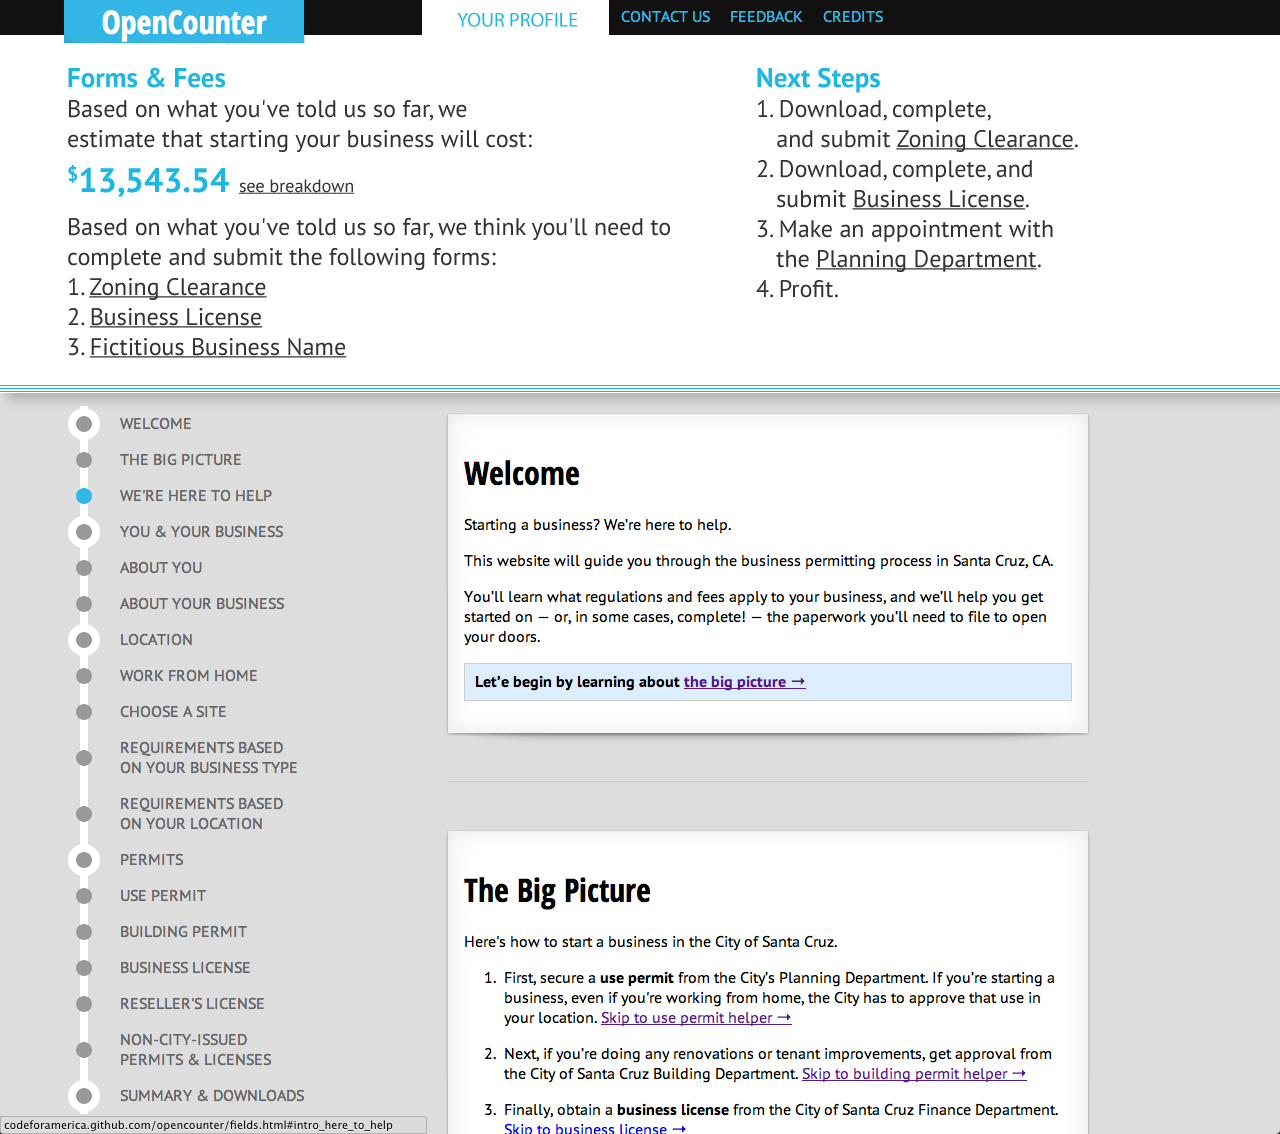 OpenCounter
YOUR PROFILE
CONTACT US
FEEDBACK
CREDITS
Forms & Fees
Based on what you've told us so far, we
estimate that starting your business will cost:
$13,543.54 see breakdown
Based on what you've told us so far, we think you'll need to
complete and submit the following forms:
1. Zoning Clearance
2. Business License
3. Fictitious Business Name
Next Steps
1. Download, complete,
and submit Zoning Clearance.
2. Download, complete, and
submit Business License.
3. Make an appointment with
the Planning Department.
4. Profit.
WELCOME
THE BIG PICTURE
WE'RE HERE TO HELP
YOU & YOUR BUSINESS
ABOUT YOU
ABOUT YOUR BUSINESS
LOCATION
WORK FROM HOME
CHOOSE A SITE
REQUIREMENTS BASED
ON YOUR BUSINESS TYPE
REQUIREMENTS BASED
ON YOUR LOCATION
PERMITS
USE PERMIT
BUILDING PERMIT
BUSINESS LICENSE
RESELLER'S LICENSE
NON-CITY-ISSUED
PERMITS & LICENSES
SUMMARY & DOWNLOADS
Welcome
Starting a business? We're here to help.
This website will guide you through the business permitting process in Santa Cruz, CA.
You'll learn what regulations and fees apply to your business, and we'll help you get
started on — or, in some cases, complete! — the paperwork you'll need to file to open
your doors.
Let'e begin by learning about the big picture →
The Big Picture
Here's how to start a business in the City of Santa Cruz.
1. First, secure a use permit from the City's Planning Department. If you're starting a
business, even if you're working from home, the City has to approve that use in
your location. Skip to use permit helper →
2. Next, if you're doing any renovations or tenant improvements, get approval from
the City of Santa Cruz Building Department. Skip to building permit helper →
3. Finally, obtain a business license from the City of Santa Cruz Finance Department.
Skip to business license →
codeforamerica.github.com/opencounter/fields.html#intro_here_to_help